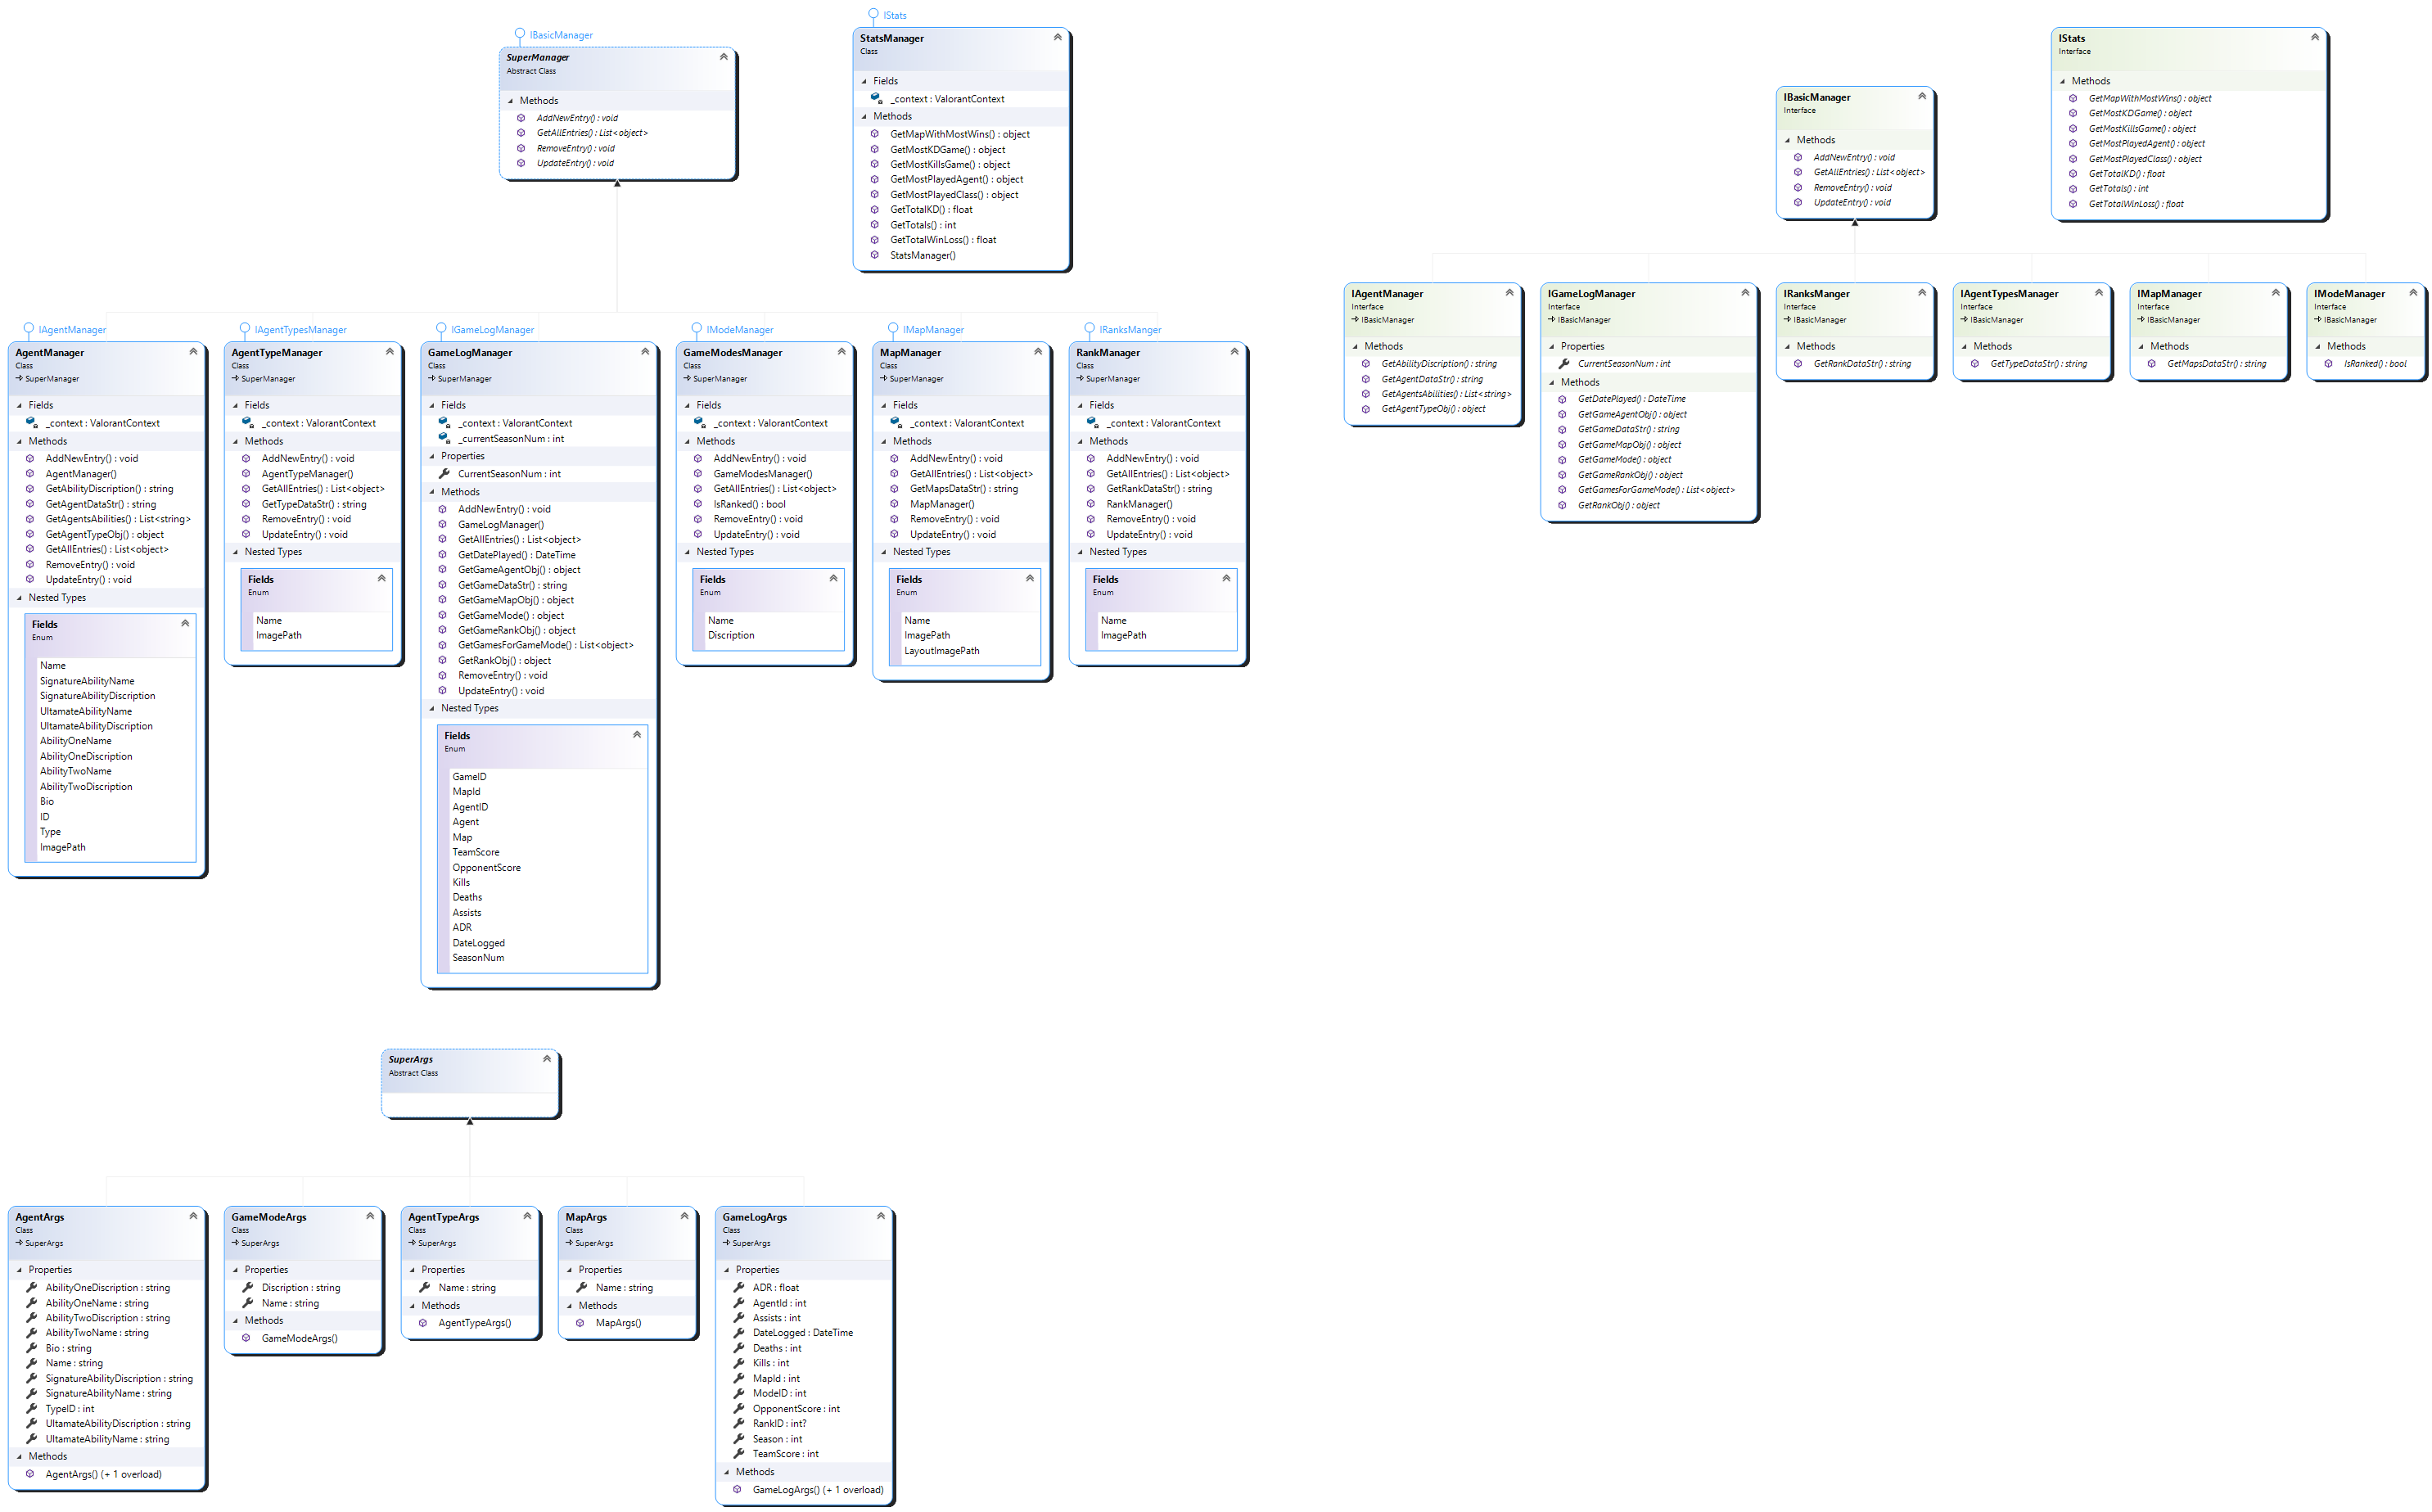 IBasicManager
SuperManager
Abstract Class
Methods
AddNewEntry() : void
GetAllEntries() : List<object>
RemoveEntry() : void
UpdateEntry() : void
IStats
StatsManager
Class
Fields
_context : ValorantContext
Methods
GetMapWithMostWins() : object
GetMostKDGame() : object
GetMostKillsGame() : object
GetMostPlayedAgent() : object
GetMostPlayedClass() : object
GetTotalKD() : float
GetTotals() : int
GetTotalWinLoss() : float
StatsManager()
IBasicManager
Interface
Methods
AddNewEntry() : void
GetAllEntries() : List<object>
RemoveEntry() : void
UpdateEntry() : void
IStats
Interface
Methods
GetMapWithMostWins() : object
GetMostKDGame() : object
GetMostKillsGame() : object
GetMostPlayedAgent() : object
GetMostPlayedClass() : object
GetTotalKD() : float
GetTotals() : int
GetTotalWinLoss() : float
IAgentManager
AgentManager
Class
SuperManager
Fields
_context : ValorantContext
Methods
AddNewEntry() : void
AgentManager()
GetAbilityDiscription() : string
GetAgentDataStr() : string
GetAgentsAbilities() : List<string>
GetAgentTypeObj() : object
GetAllEntries() : List<object>
RemoveEntry() : void
UpdateEntry() : void
Nested Types
Fields
Enum
Name
SignatureAbilityName
SignatureAbilityDiscription
UltamateAbilityName
UltamateAbilityDiscription
AbilityOneName
AbilityOneDiscription
AbilityTwoName
AbilityTwoDiscription
Bio
ID
Type
ImagePath
IAgentTypesManager
AgentTypeManager
Class
SuperManager
Fields
_context : ValorantContext
Methods
AddNewEntry() : void
AgentTypeManager()
GetAllEntries() : List<object>
GetTypeDataStr() : string
RemoveEntry() : void
UpdateEntry() : void
Nested Types
Fields
Enum
Name
ImagePath
IGameLogManager
GameLogManager
Class
SuperManager
Fields
_context : ValorantContext
_currentSeasonNum : int
Properties
CurrentSeasonNum : int
Methods
AddNewEntry() : void
GameLogManager()
GetAllEntries() : List<object>
GetDatePlayed() : DateTime
GetGameAgentObj() : object
GetGameDataStr() : string
GetGameMapObj() : object
GetGameMode() : object
GetGameRankObj() : object
GetGamesForGameMode() : List<object>
GetRankObj() : object
RemoveEntry() : void
UpdateEntry() : void
Nested Types
Fields
Enum
GameID
MapId
AgentID
Agent
Map
TeamScore
OpponentScore
Kills
Deaths
Assists
ADR
DateLogged
SeasonNum
IModeManager
GameModesManager
Class
SuperManager
Fields
_context : ValorantContext
Methods
AddNewEntry() : void
GameModesManager()
GetAllEntries() : List<object>
IsRanked() : bool
RemoveEntry() : void
UpdateEntry() : void
Nested Types
Fields
Enum
Name
Discription
IMapManager
MapManager
Class
SuperManager
Fields
_context : ValorantContext
Methods
AddNewEntry() : void
GetAllEntries() : List<object>
GetMapsDataStr() : string
MapManager()
RemoveEntry() : void
UpdateEntry() : void
Nested Types
Fields
Enum
Name
ImagePath
LayoutImagePath
IRanksManger
RankManager
Class
SuperManager
Fields
_context : ValorantContext
Methods
AddNewEntry() : void
GetAllEntries() : List<object>
GetRankDataStr() : string
RankManager()
RemoveEntry() : void
UpdateEntry() : void
Nested Types
Fields
Enum
Name
ImagePath
IAgentManager
Interface
IBasicManager
Methods
GetAbilityDiscription() : string
GetAgentDataStr() : string
GetAgentsAbilities() : List<string>
GetAgentTypeObj() : object
IGameLogManager
Interface
IBasicManager
Properties
CurrentSeasonNum : int
Methods
GetDatePlayed() : DateTime
GetGameAgentObj() : object
GetGameDataStr() : string
GetGameMapObj() : object
GetGameMode() : object
GetGameRankObj() : object
GetGamesForGameMode() : List<object>
GetRankObj() : object
IRanksManger
Interface
IBasicManager
Methods
GetRankDataStr() : string
IAgentTypesManager
Interface
IBasicManager
Methods
GetTypeDataStr() : string
IMapManager
Interface
IBasicManager
Methods
GetMapsDataStr() : string
IModeManager
Interface
IBasicManager
Methods
IsRanked() : bool
SuperArgs
Abstract Class
AgentArgs
Class
SuperArgs
Properties
AbilityOneDiscription : string
AbilityOneName : string
AbilityTwoDiscription : string
AbilityTwoName : string
Bio : string
Name : string
SignatureAbilityDiscription : string
SignatureAbilityName : string
TypeID : int
UltamateAbilityDiscription : string
UltamateAbilityName : string
Methods
AgentArgs() (+ 1 overload)
GameModeArgs
Class
SuperArgs
Properties
Discription : string
Name : string
Methods
GameModeArgs()
AgentTypeArgs
Class
SuperArgs
Properties
Name : string
Methods
AgentTypeArgs()
MapArgs
Class
SuperArgs
Properties
Name : string
Methods
MapArgs()
GameLogArgs
Class
SuperArgs
Properties
ADR : float
AgentId : int
Assists : int
DateLogged : DateTime
Deaths : int
Kills : int
MapId : int
ModeID : int
OpponentScore : int
RankID : int?
Season : int
TeamScore : int
Methods
GameLogArgs() (+ 1 overload)